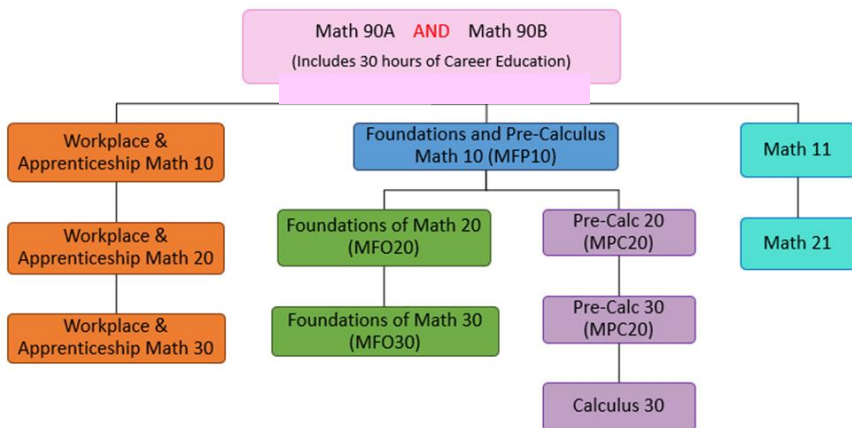 Math 90A AND Math 90B
(Includes 30 hours of Career Education)
Workplace &
Apprenticeship Math 10
Foundations and Pre-Calculus
Math 10 (MFP10)
Math 11
Workplace &
Apprenticeship Math 20
Foundations of Math 20
(MFO20)
Pre-Calc 20
(MPC20)
Math 21
Workplace &
Apprenticeship Math 30
Foundations of Math 30
(MFO30)
Pre-Calc 30
(MPC20)
Calculus 30